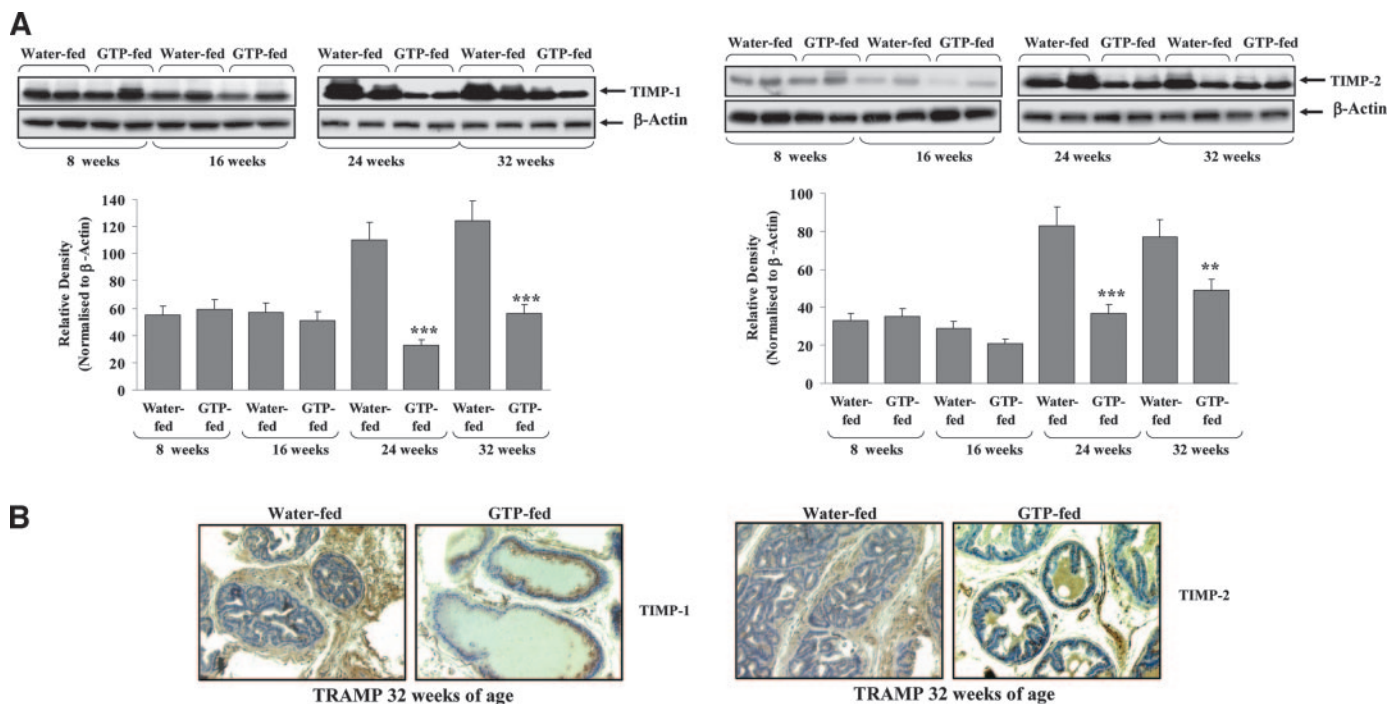 A
Water-fed GTP-fed Water-fed GTP-fed Water-fed GTP-fed Water-fed GTP-fed
TIMP-1
β-Actin
8 weeks 16 weeks 24 weeks 32 weeks
Relative Density
(Normalised to β -Actin)
140
120
100
80
60
40
20
0
***
***
Water-fed GTP-fed Water-fed GTP-fed Water-fed GTP-fed Water-fed GTP-fed
8 weeks 16 weeks 24 weeks 32 weeks
Water-fed GTP-fed Water-fed GTP-fed Water-fed GTP-fed Water-fed GTP-fed
TIMP-2
β-Actin
8 weeks 16 weeks 24 weeks 32 weeks
Relative Density
(Normalised to β -Actin)
100
80
60
40
20
0
***
**
Water-fed GTP-fed Water-fed GTP-fed Water-fed GTP-fed Water-fed GTP-fed
8 weeks 16 weeks 24 weeks 32 weeks
B
Water-fed GTP-fed
TIMP-1
TRAMP 32 weeks of age
Water-fed GTP-fed
TIMP-2
TRAMP 32 weeks of age